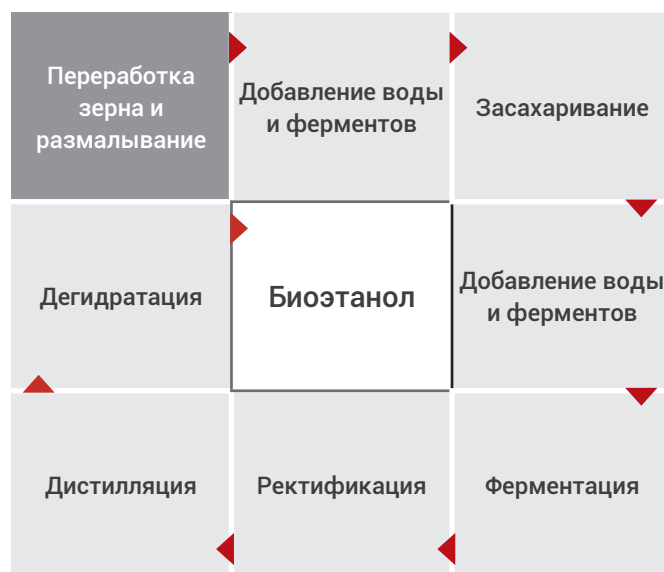 Переработка
зерна и
размалывание
Добавление воды
и ферментов
Засахаривание
Дегидратация
Биоэтанол
Добавление воды
и ферментов
Дистилляция
Ректификация
Ферментация